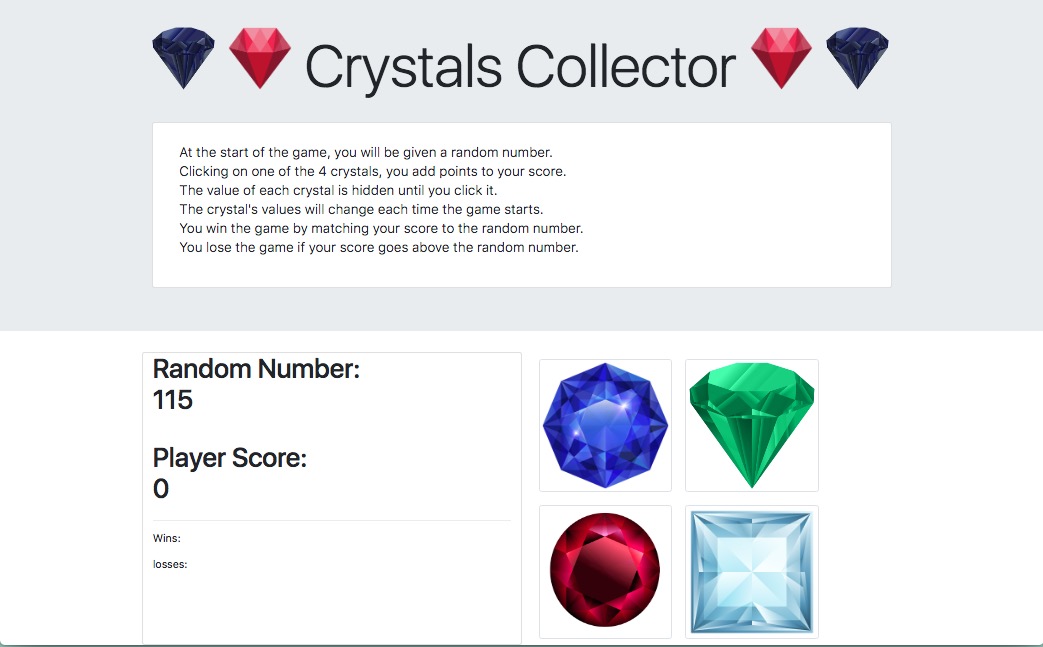 Crystals Collector
At the start of the game, you will be given a random number.
Clicking on one of the 4 crystals, you add points to your score.
The value of each crystal is hidden until you click it.
The crystal's values will change each time the game starts.
You win the game by matching your score to the random number.
You lose the game if your score goes above the random number.
Random Number:
115
Player Score:
0
Wins:
losses: